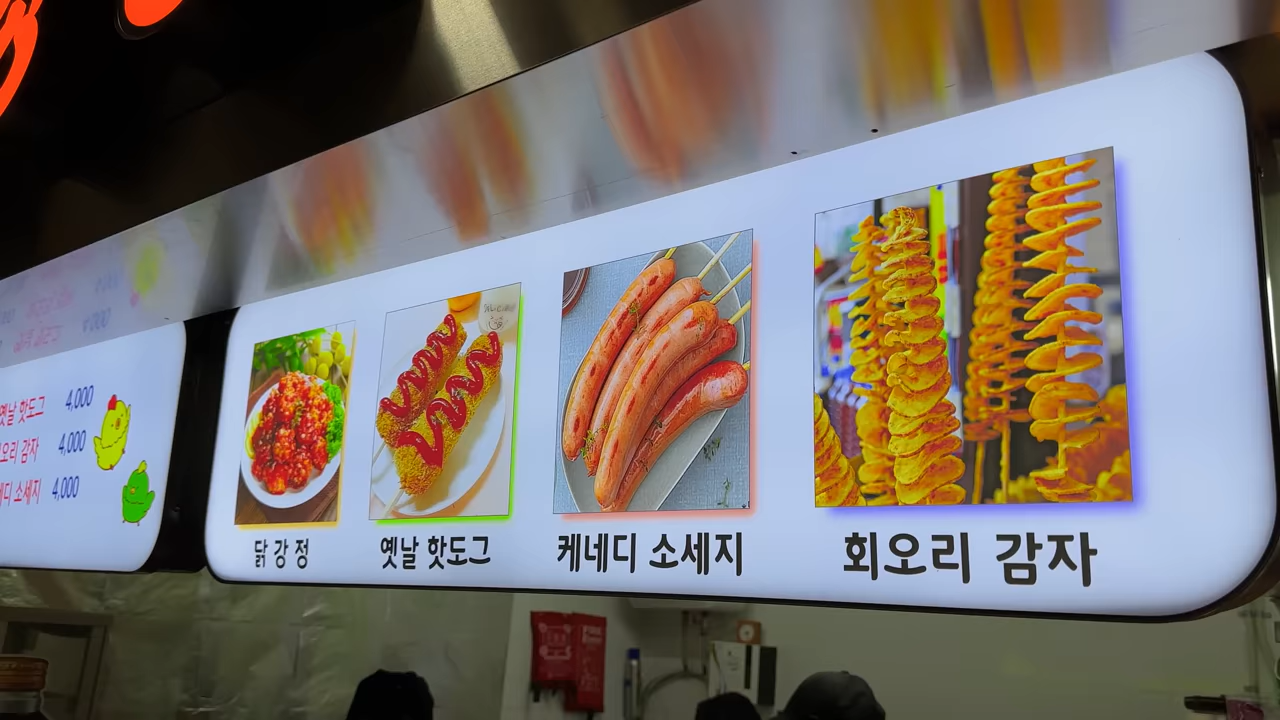 옛날 핫도그 4,000
오리 감자 4,000
디 소세지 4,000
닭강정
옛날 핫도그
케네디 소세지
회오리 감자